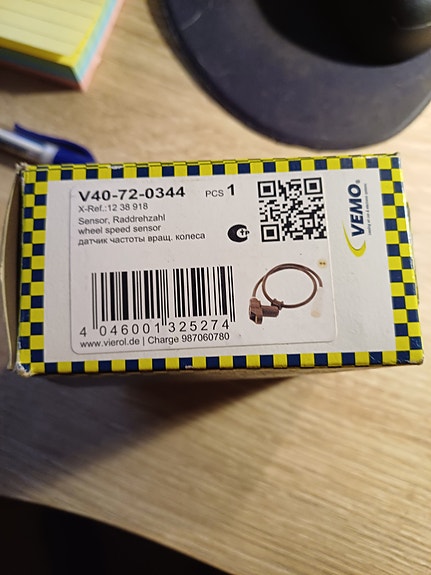 V40-72-0344 PCS 1
X-Ref.:12 38 918
Sensor, Raddrehzahl
wheel speed sensor
датчик частоты вращ. колеса
4 046001 325274
www.vierol.de | Charge 987060780
VEMO